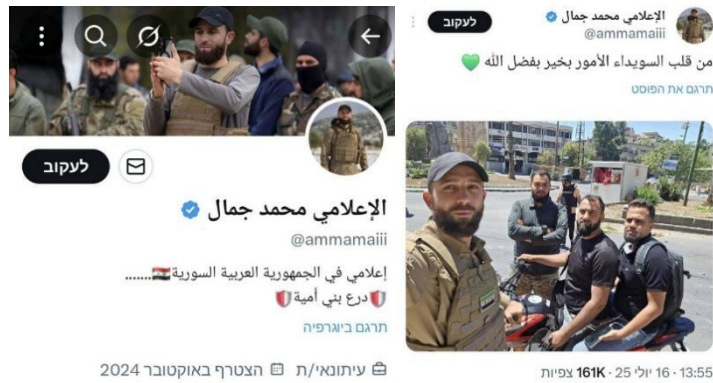 לעקוב
الإعلامي محمد جمال
@ammamaiii
إعلامي في الجمهورية العربية السورية🇸🇾.......
🛡️درع بني أمية🛡️
תרגם ביוגרפיה
עיתונאי/ת הצטרף באוקטובר 2024
الإعلامي محمد جمال
@ammamaiii
לעקוב
من قلب السويداء الأمور بخير بفضل الله 💚
תרגם את הפוסט
13:55 · 16 יולי 25 · 161K צפיות